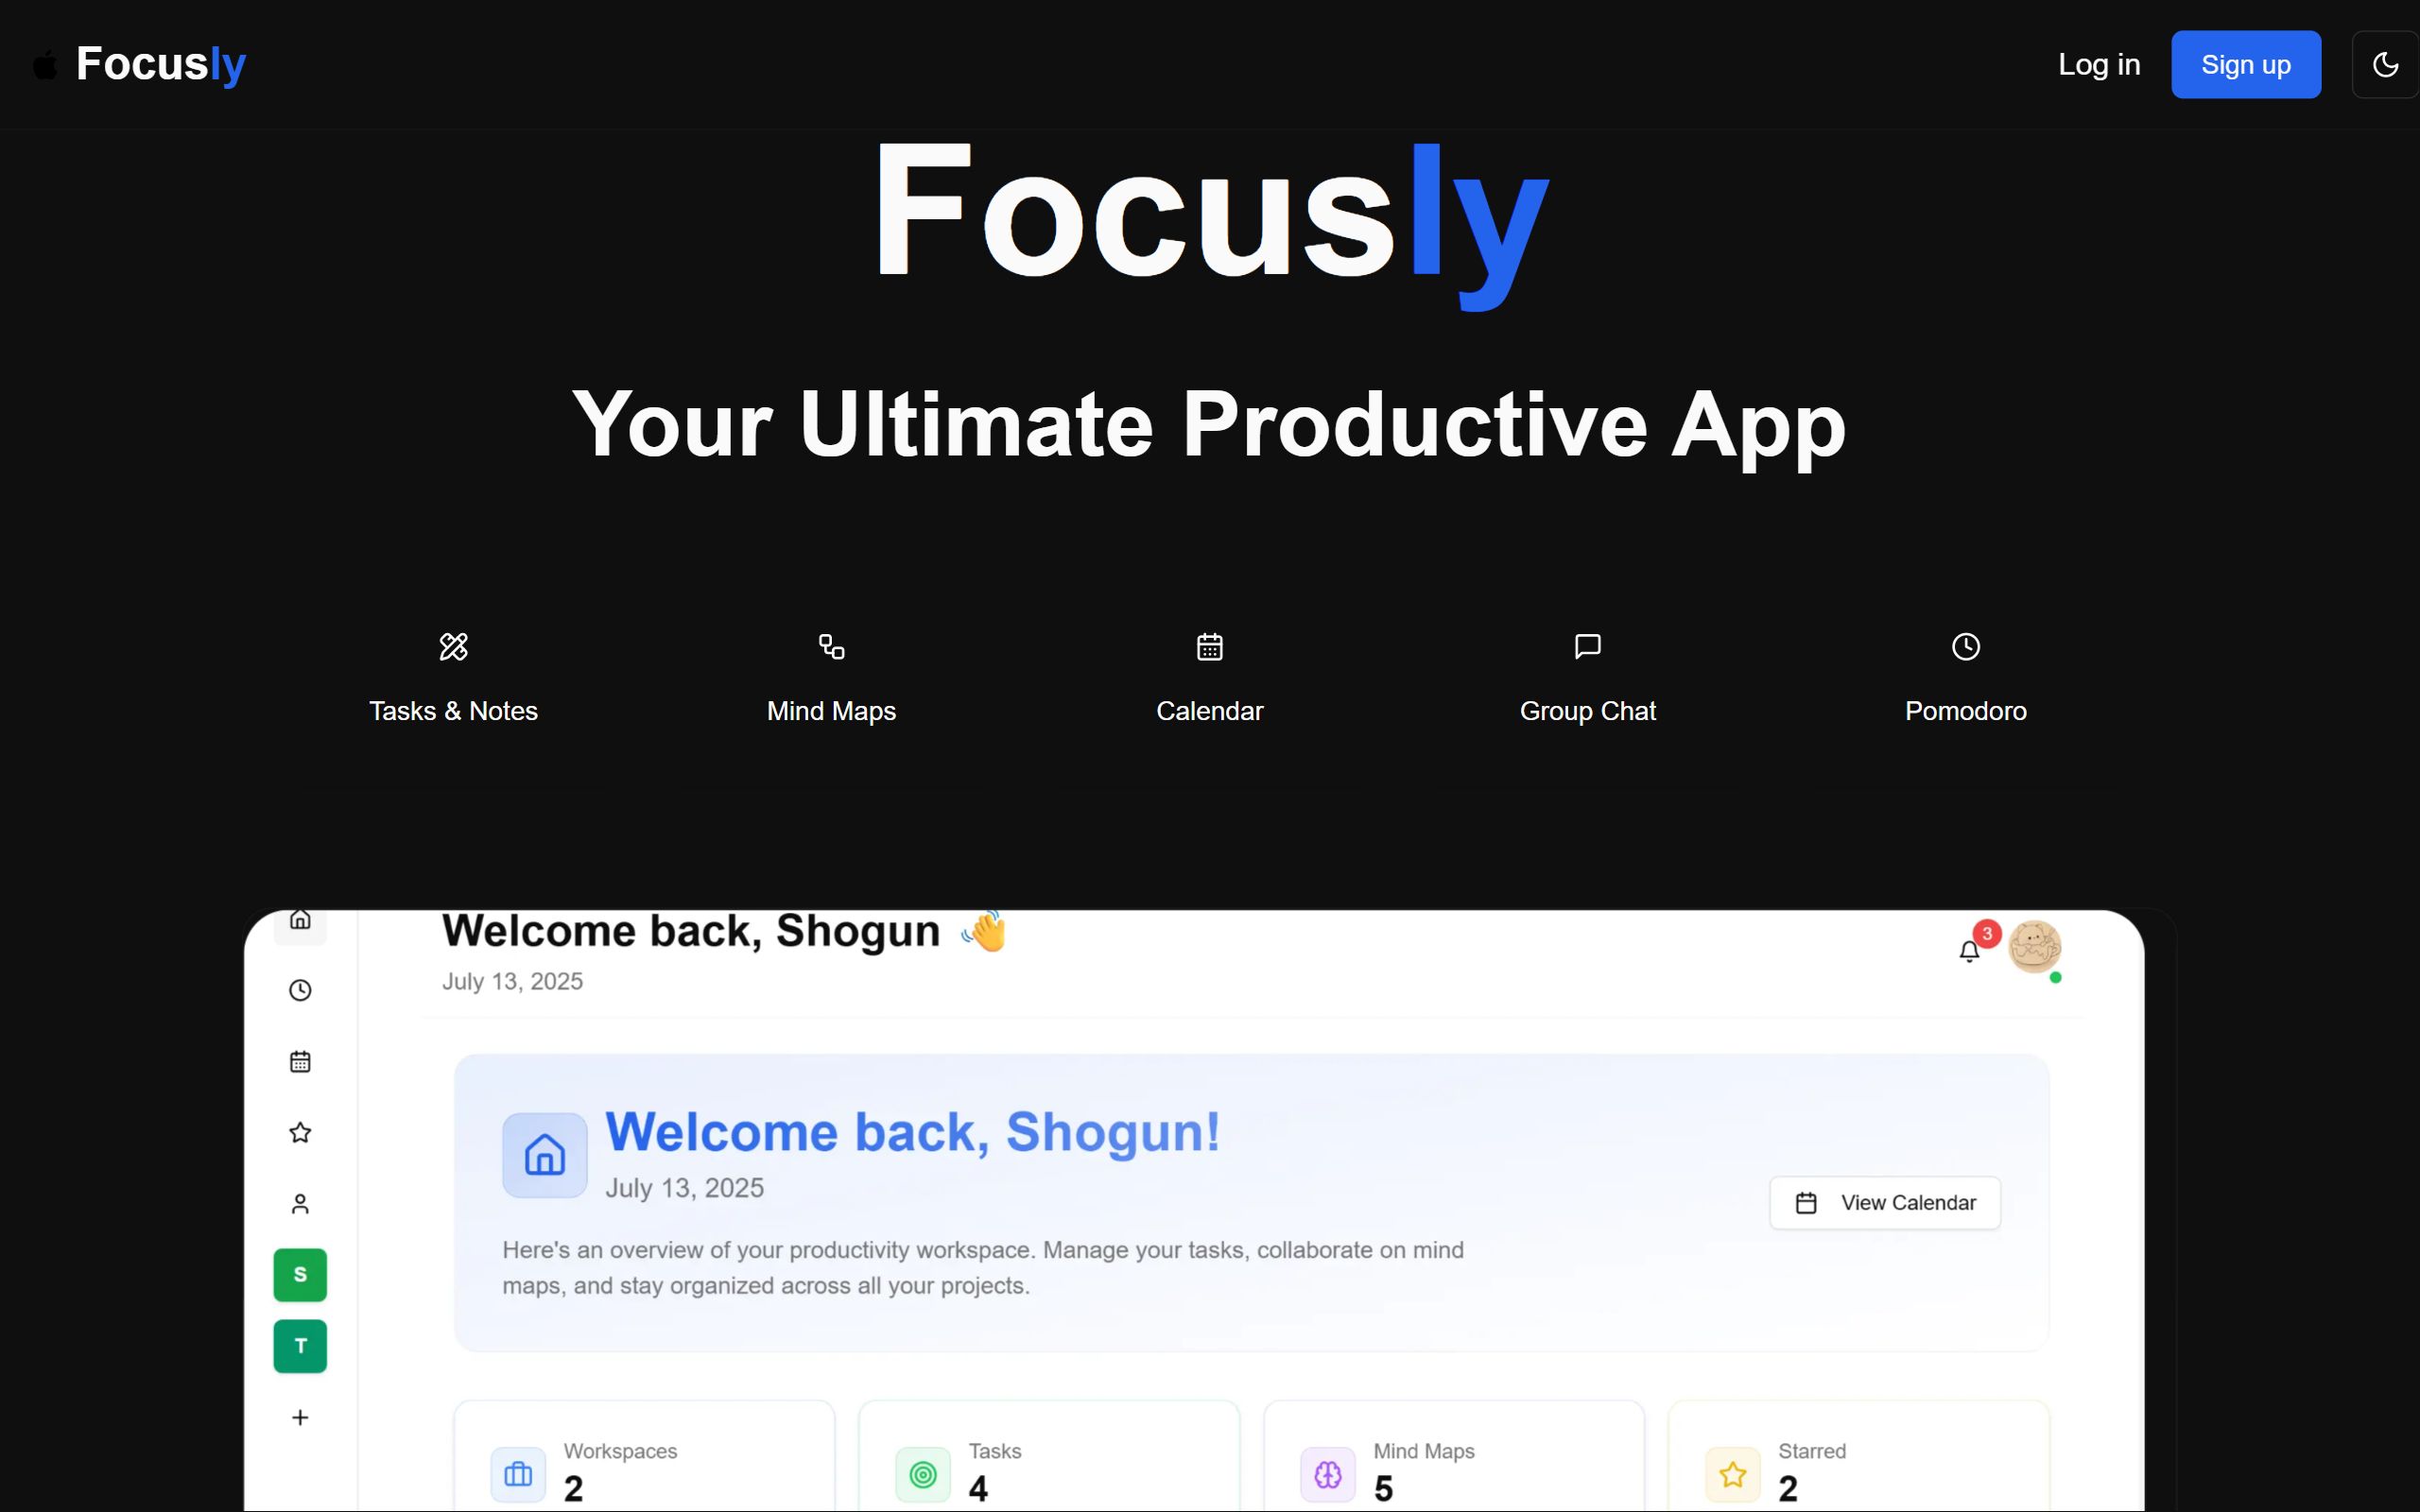 Focusly
Log in
Sign up
Focusly
Your Ultimate Productive App
Tasks & Notes
Mind Maps
Calendar
Group Chat
Pomodoro
Welcome back, Shogun 👋
3
July 13, 2025
Welcome back, Shogun!
July 13, 2025
View Calendar
Here's an overview of your productivity workspace. Manage your tasks, collaborate on mind
maps, and stay organized across all your projects.
S
T
Workspaces
2
Tasks
4
Mind Maps
5
Starred
2